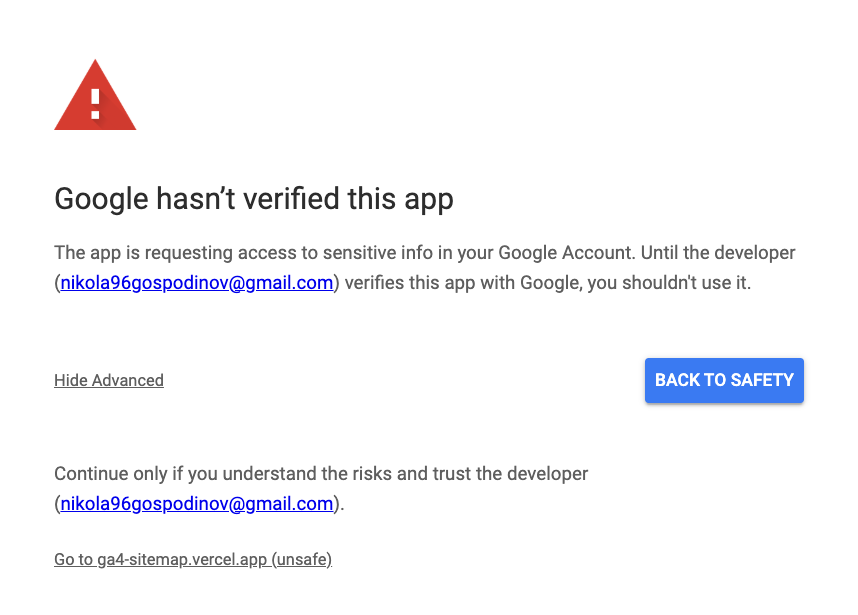 Google hasn’t verified this app
The app is requesting access to sensitive info in your Google Account. Until the developer
(nikola96gospodinov@gmail.com) verifies this app with Google, you shouldn't use it.
Hide Advanced
BACK TO SAFETY
Continue only if you understand the risks and trust the developer
(nikola96gospodinov@gmail.com).
Go to ga4-sitemap.vercel.app (unsafe)